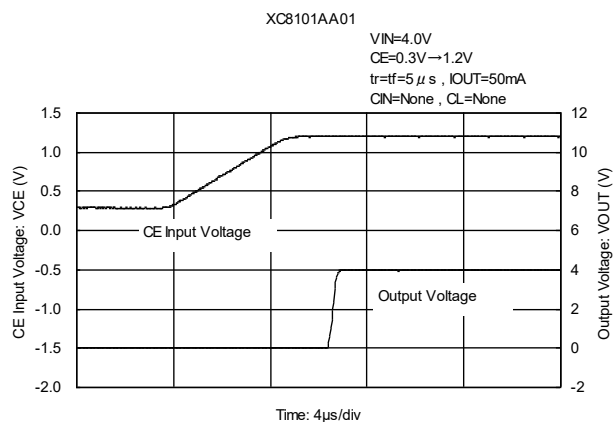 XC8101AA01
VIN=4.0V
CE=0.3V→1.2V
tr=tf=5μs , IOUT=50mA
CIN=None , CL=None
1.5
1.0
0.5
0.0
-0.5
-1.0
-1.5
-2.0
CE Input Voltage: VCE (V)
CE Input Voltage
Output Voltage
12
10
8
6
4
2
0
-2
Output Voltage: VOUT (V)
Time: 4μs/div